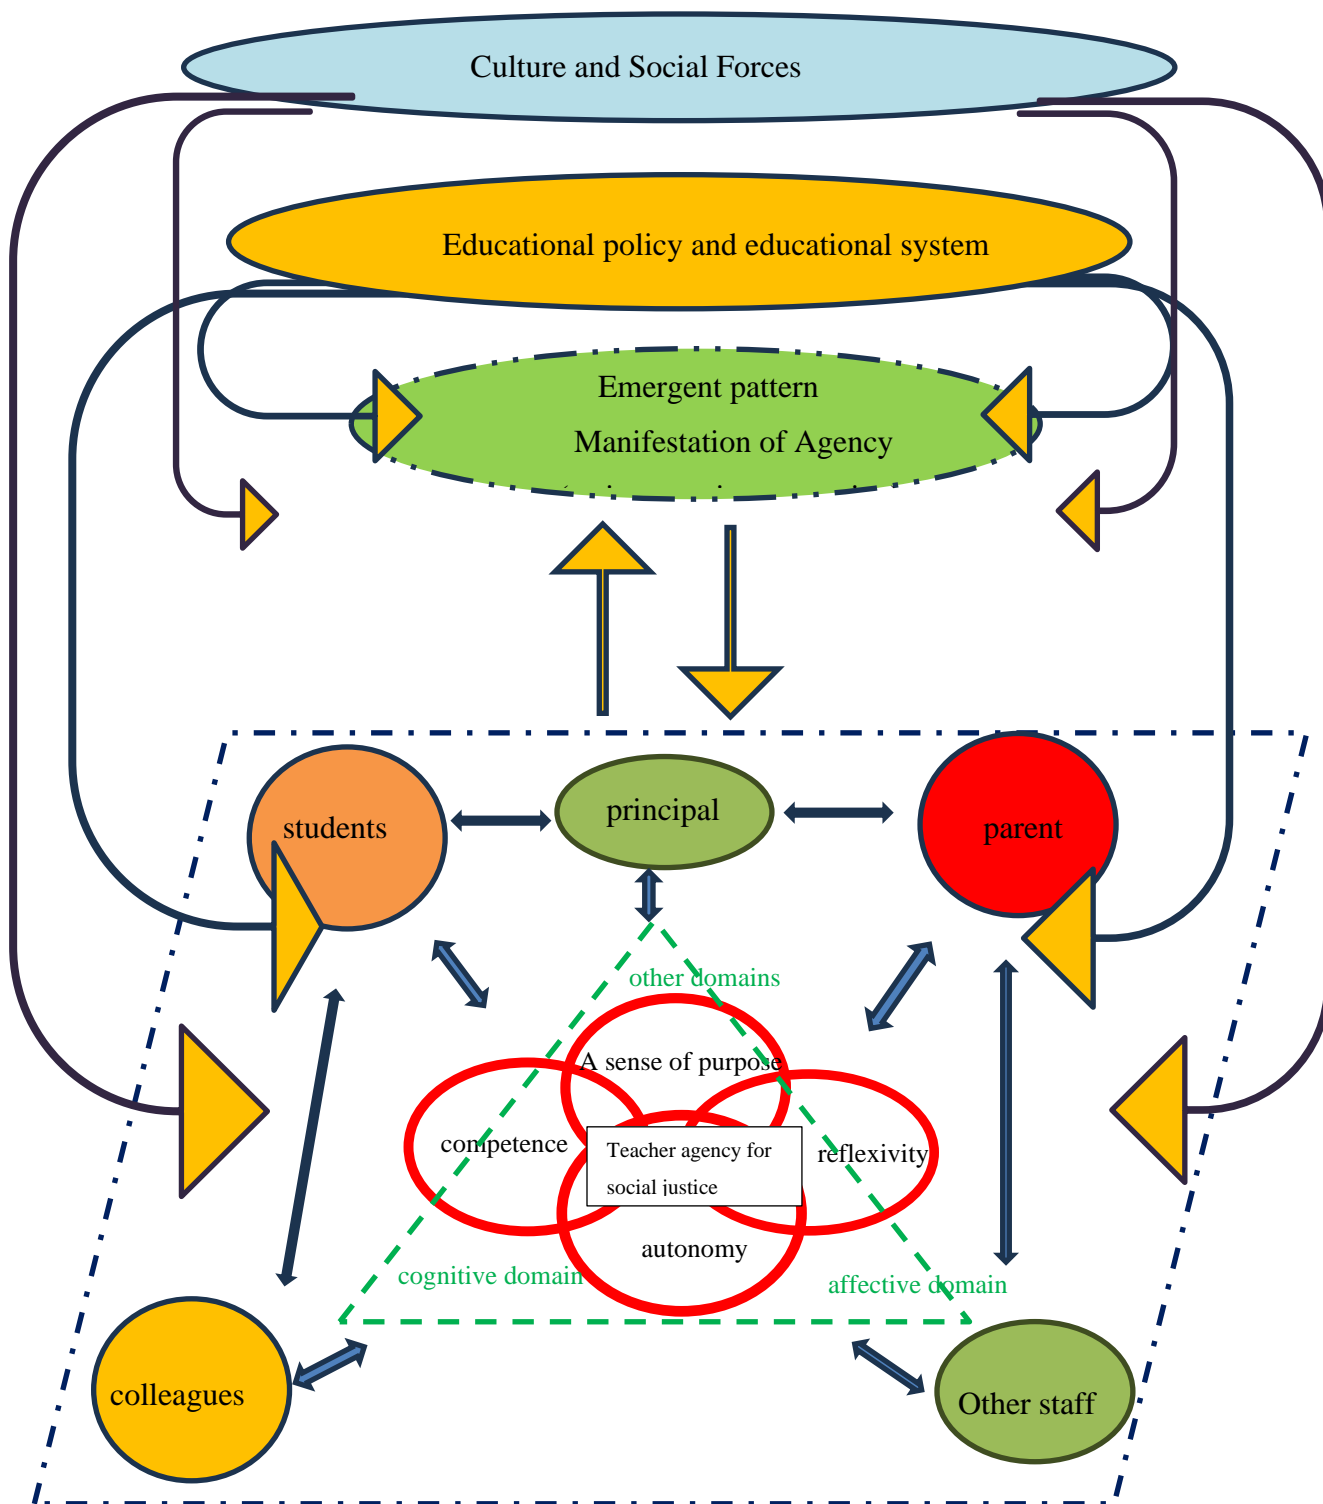 Culture and Social Forces
Educational policy and educational system
Emergent pattern
Manifestation of Agency
students
principal
parent
other domains
A sense of purpose
competence
Teacher agency for
social justice
reflexivity
autonomy
cognitive domain
affective domain
colleagues
Other staff